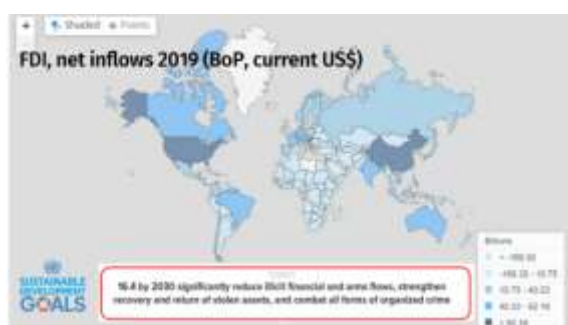 Shaded Points
FDI, net inflows 2019 (BoP, current US$)
Billions
SUSTAINABLE
DEVELOPMENT
GOALS
16.4 by 2030 significantly reduce illicit financial and arms flows, strengthen
recovery and return of stolen assets, and combat all forms of organized crime